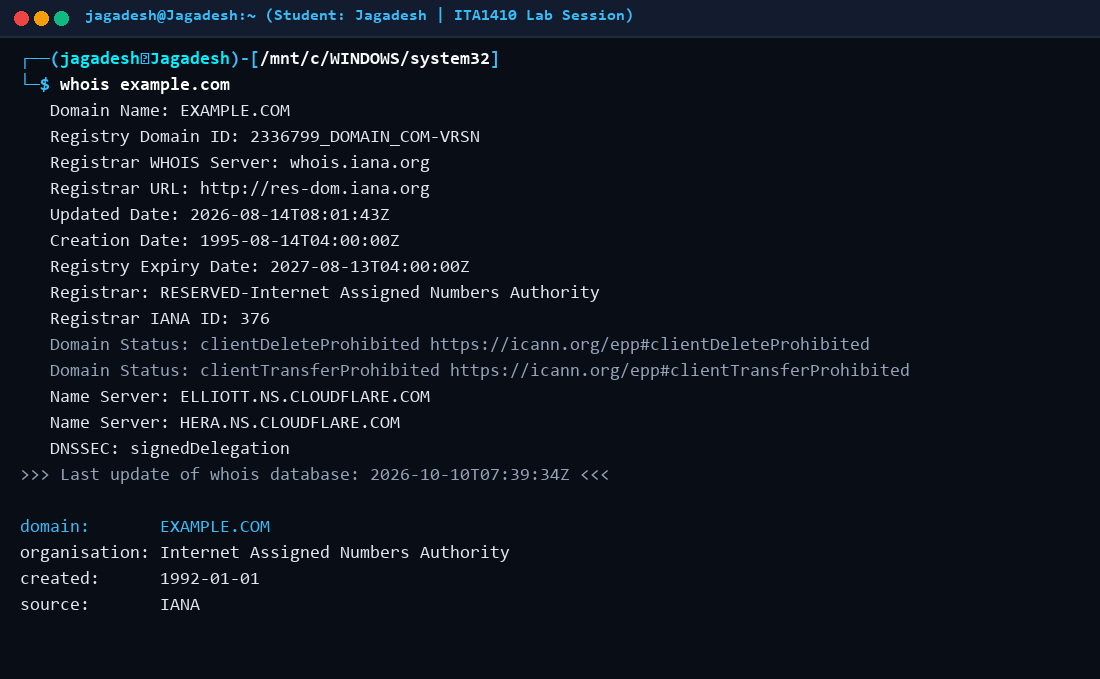 jagadesh@Jagadesh:~ (Student: Jagadesh | ITA1410 Lab Session)
┌──(jagadesh〿Jagadesh)-[/mnt/c/WINDOWS/system32]
└─$ whois example.com
Domain Name: EXAMPLE.COM
Registry Domain ID: 2336799_DOMAIN_COM-VRSN
Registrar WHOIS Server: whois.iana.org
Registrar URL: http://res-dom.iana.org
Updated Date: 2026-08-14T08:01:43Z
Creation Date: 1995-08-14T04:00:00Z
Registry Expiry Date: 2027-08-13T04:00:00Z
Registrar: RESERVED-Internet Assigned Numbers Authority
Registrar IANA ID: 376
Domain Status: clientDeleteProhibited https://icann.org/epp#clientDeleteProhibited
Domain Status: clientTransferProhibited https://icann.org/epp#clientTransferProhibited
Name Server: ELLIOTT.NS.CLOUDFLARE.COM
Name Server: HERA.NS.CLOUDFLARE.COM
DNSSEC: signedDelegation
>>> Last update of whois database: 2026-10-10T07:39:34Z <<<
domain: EXAMPLE.COM
organisation: Internet Assigned Numbers Authority
created: 1992-01-01
source: IANA